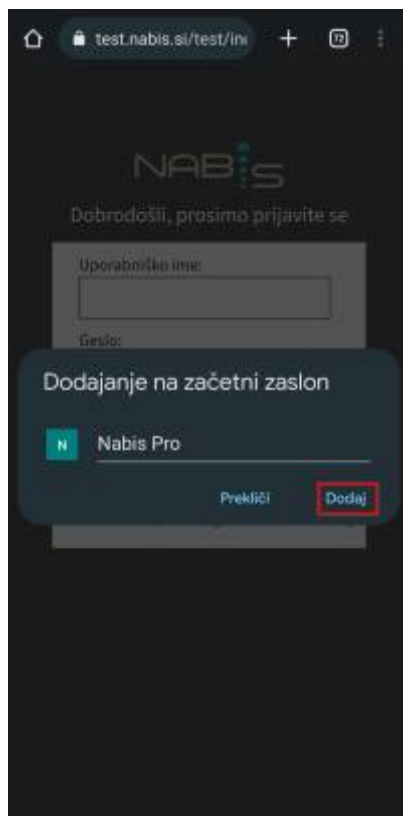 test.nabis.si/test/in
NABIS
Dobrodošli, prosimo prijavite se
Uporabniško ime:
Geslo:
Dodajanje na začetni zaslon
N
Nabis Pro
Prekliči
Dodaj